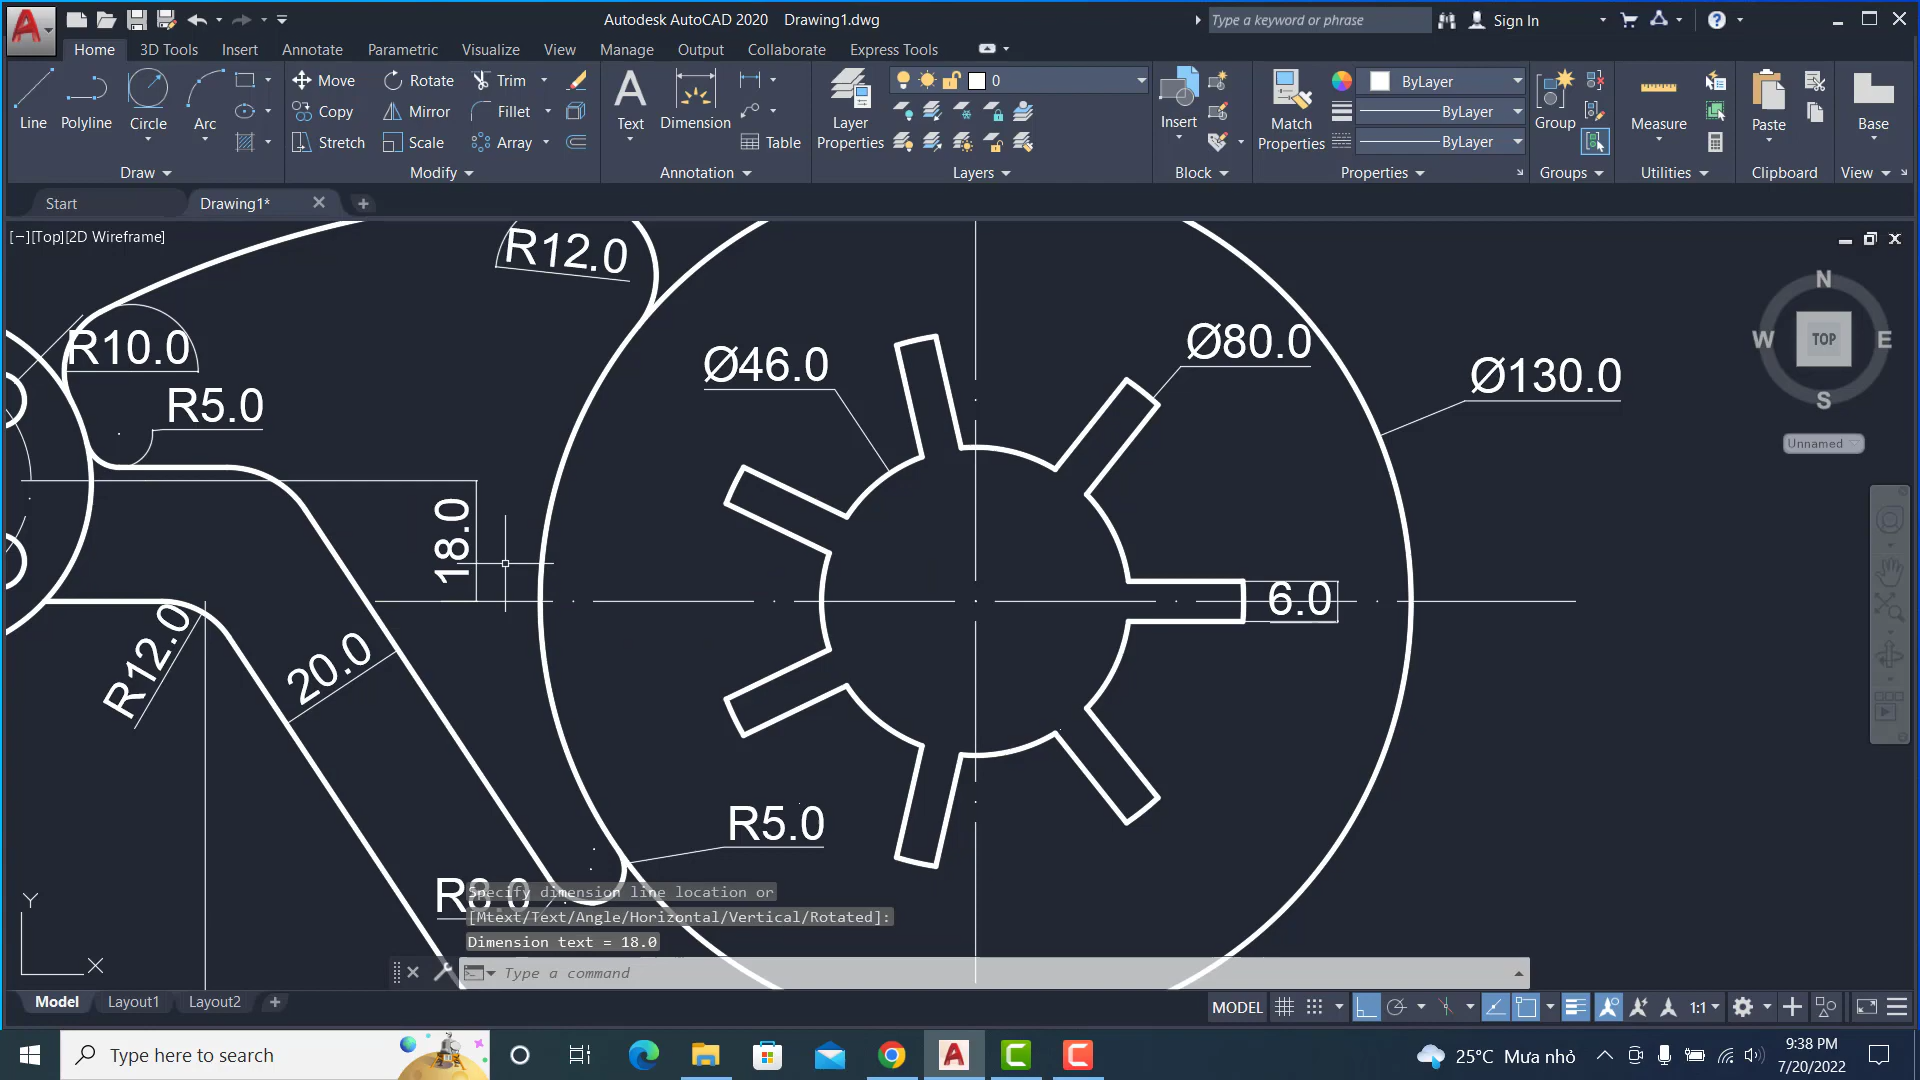 Autodesk AutoCAD 2020 Drawing1.dwg
Type a keyword or phrase
Sign In
Home 3D Tools Insert Annotate Parametric Visualize View Manage Output Collaborate Express Tools
Line Polyline Circle Arc
Move Rotate Trim
Copy Mirror Fillet
Stretch Scale Array
Text Dimension Table
Layer Properties
0
Insert
Match Properties
ByLayer
ByLayer
ByLayer
Group
Measure
Paste
Base
Draw Modify Annotation Layers Block Properties Groups Utilities Clipboard View
Start Drawing1*
[−][Top][2D Wireframe]
R12.0
N
W TOP E
S
Unnamed
R10.0
R5.0
Ø46.0
Ø80.0
Ø130.0
18.0
6.0
R12.0
20.0
R5.0
R8.0
Specify dimension line location or
[Mtext/Text/Angle/Horizontal/Vertical/Rotated]:
Dimension text = 18.0
Type a command
Y
X
Model Layout1 Layout2
MODEL 1:1
Type here to search
25°C Mưa nhỏ
9:38 PM
7/20/2022